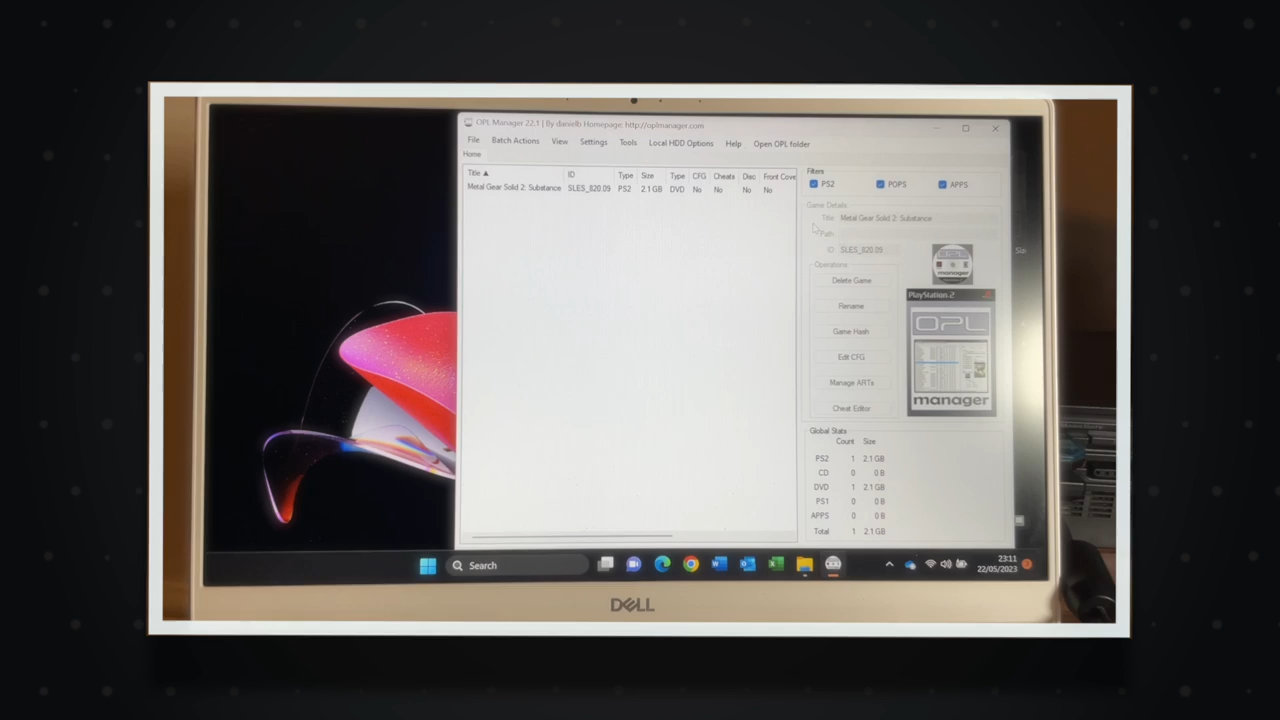 OPL Manager 22.1 | By danielb Homepage: http://oplmanager.com
File Batch Actions View Settings Tools Local HDD Options Help Open OPL folder
Home
Title ID Type Size Type CFG Cheats Disc Front Cove
Metal Gear Solid 2: Substance SLES_820.09 PS2 2.1 GB DVD No No No No
Filters
PS2 POPS APPS
Game Details
Title: Metal Gear Solid 2: Substance
Path:
ID SLES_820.09
Operations
Delete Game
Rename
Game Hash
Edit CFG
Manage ARTs
Cheat Editor
OPL
manager
PlayStation 2
OPL
manager
Global Stats
Count Size
PS2 1 2.1 GB
CD 0 0 B
DVD 1 2.1 GB
PS1 0 0 B
APPS 0 0 B
Total 1 2.1 GB
Search
23:11
22/05/2023
DELL